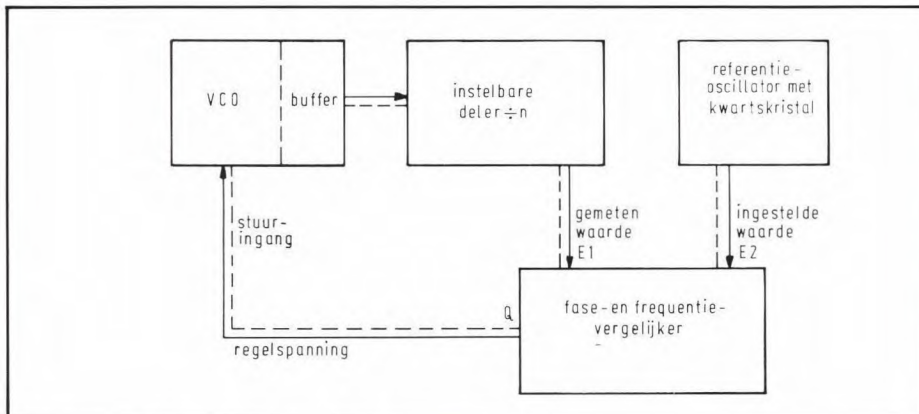 VCO
buffer
instelbare
deler÷n
referentie-
oscillator met
kwartskristal
stuur-
ingang
gemeten
waarde
E1
ingestelde
waarde
E2
Q
fase-en frequentie-
vergelijker
regelspanning